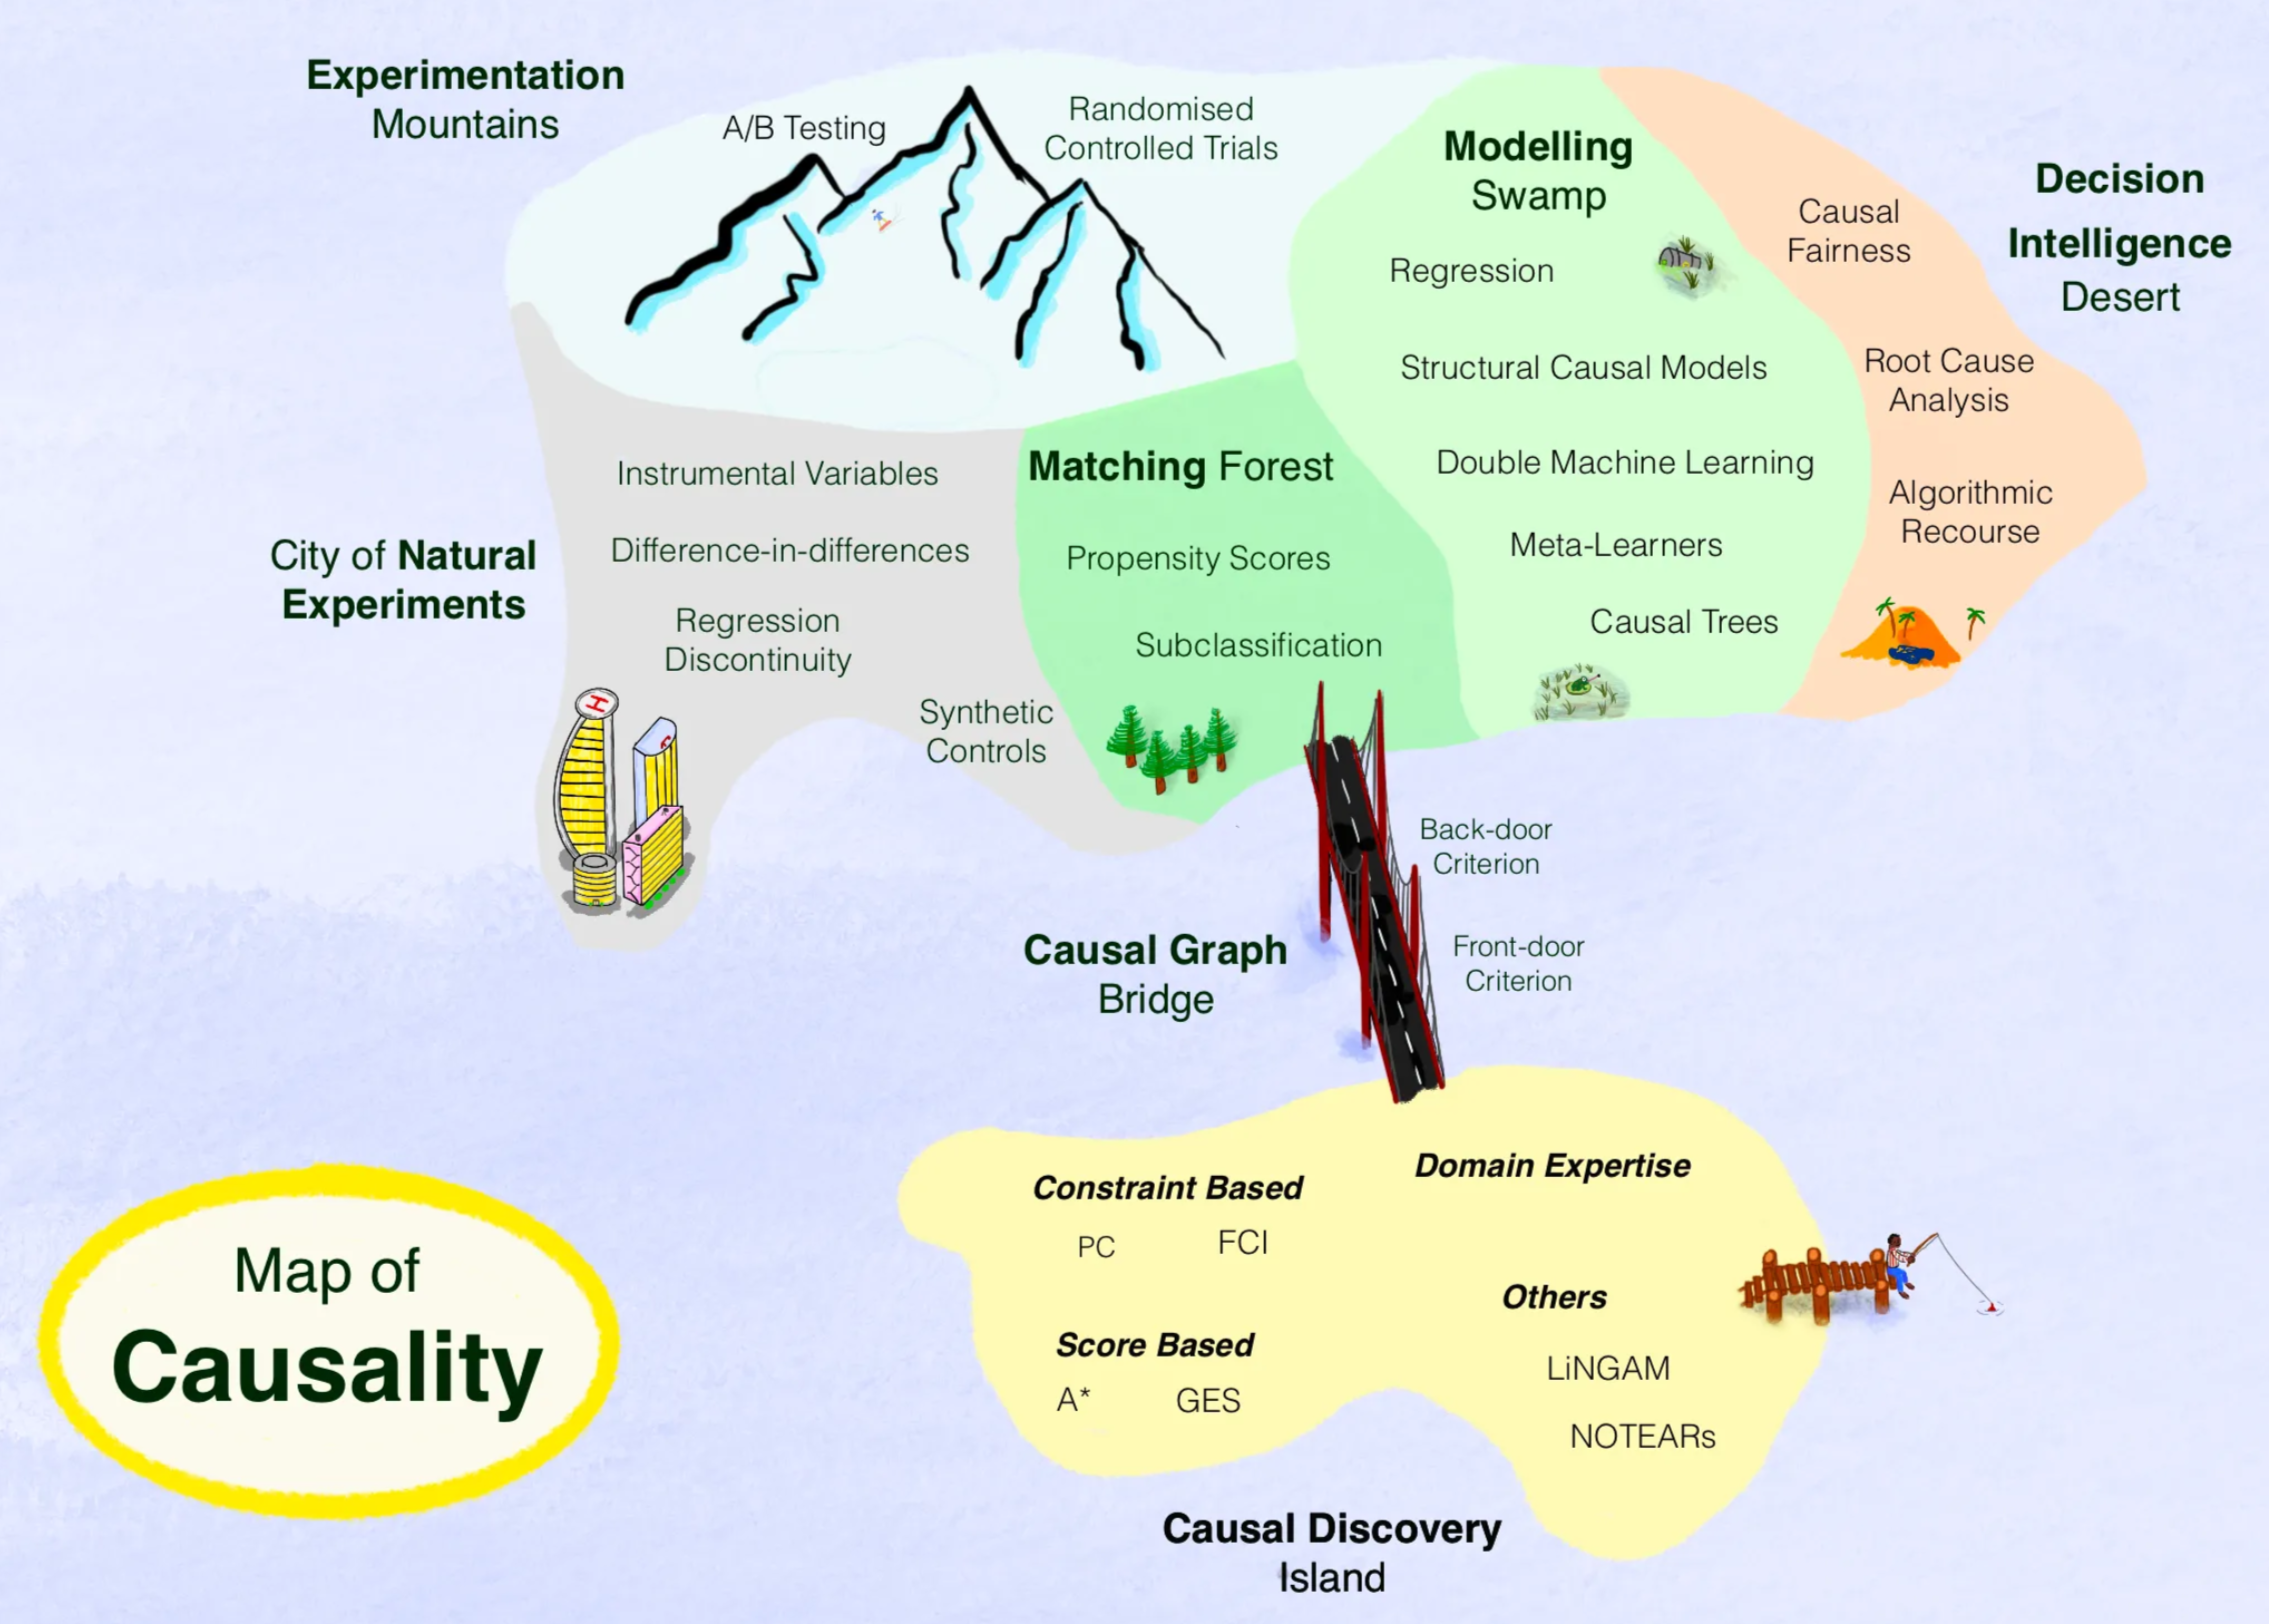 Experimentation
Mountains
A/B Testing
Randomised
Controlled Trials
Modelling
Swamp
Regression
Structural Causal Models
Double Machine Learning
Meta-Learners
Causal Trees
Decision
Intelligence
Desert
Causal
Fairness
Root Cause
Analysis
Algorithmic
Recourse
City of Natural
Experiments
Instrumental Variables
Difference-in-differences
Regression
Discontinuity
Synthetic
Controls
H
Matching Forest
Propensity Scores
Subclassification
Causal Graph
Bridge
Back-door
Criterion
Front-door
Criterion
Map of
Causality
Constraint Based
PC FCI
Domain Expertise
Score Based
A* GES
Others
LiNGAM
NOTEARs
Causal Discovery
Island